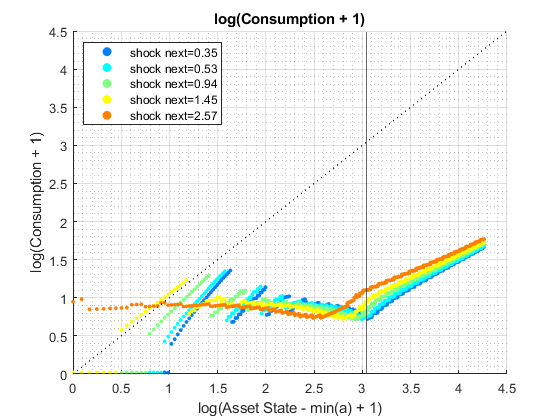 log(Consumption + 1)
4.5
4
3.5
3
2.5
2
1.5
1
0.5
0
log(Consumption + 1)
shock next=0.35
shock next=0.53
shock next=0.94
shock next=1.45
shock next=2.57
0 0.5 1 1.5 2 2.5 3 3.5 4 4.5
log(Asset State - min(a) + 1)